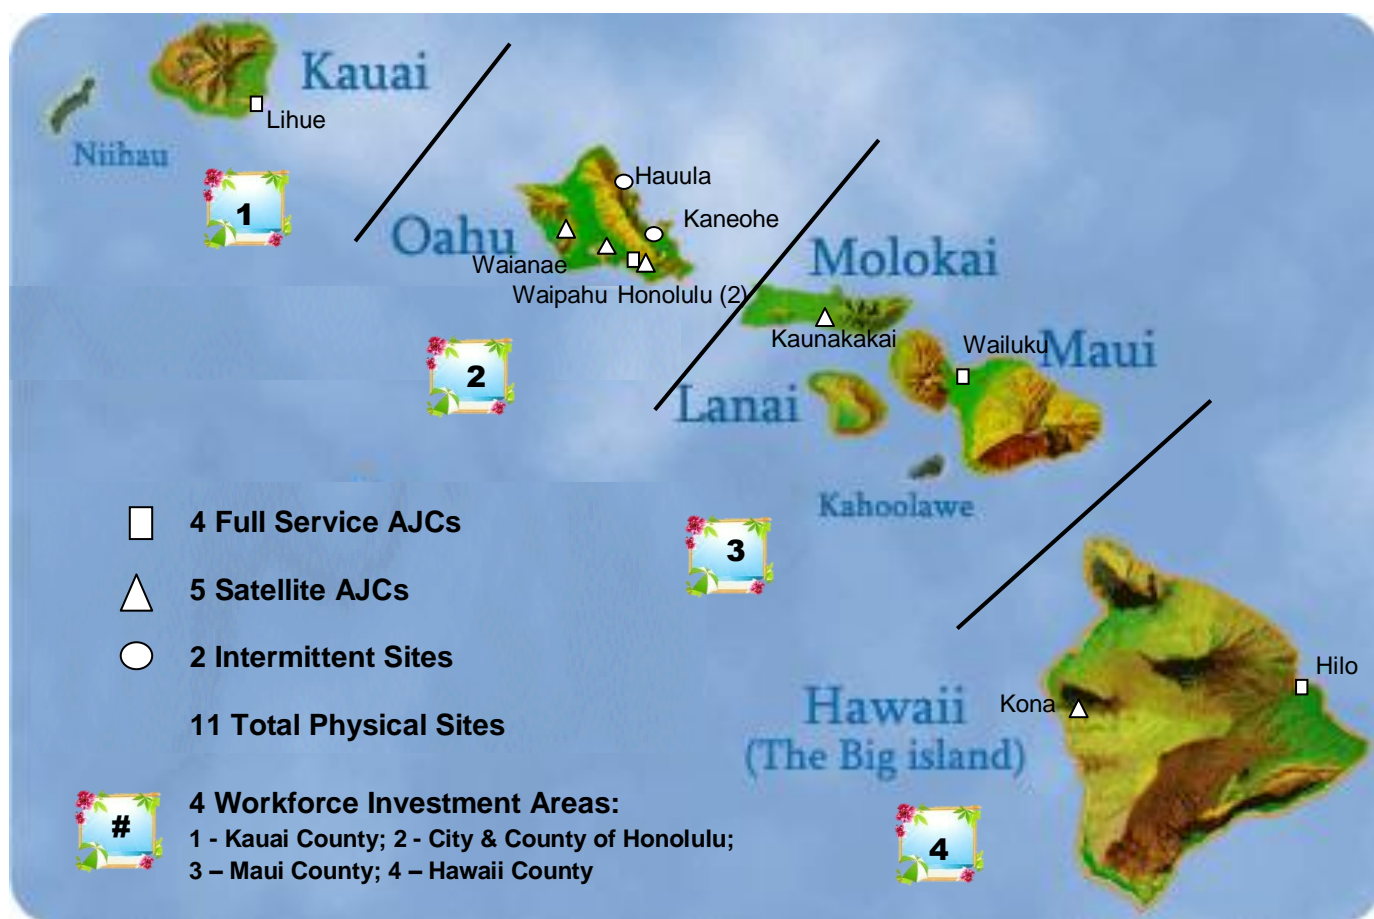 Kauai
Lihue
Niihau
1
Hauula
Kaneohe
Oahu
Waianae
Waipahu Honolulu (2)
2
Molokai
Kaunakakai
Wailuku
Maui
Lanai
Kahoolawe
3
4 Full Service AJCs
5 Satellite AJCs
2 Intermittent Sites
11 Total Physical Sites
Hilo
Kona
Hawaii
(The Big island)
4
#
4 Workforce Investment Areas:
1 - Kauai County; 2 - City & County of Honolulu;
3 – Maui County; 4 – Hawaii County